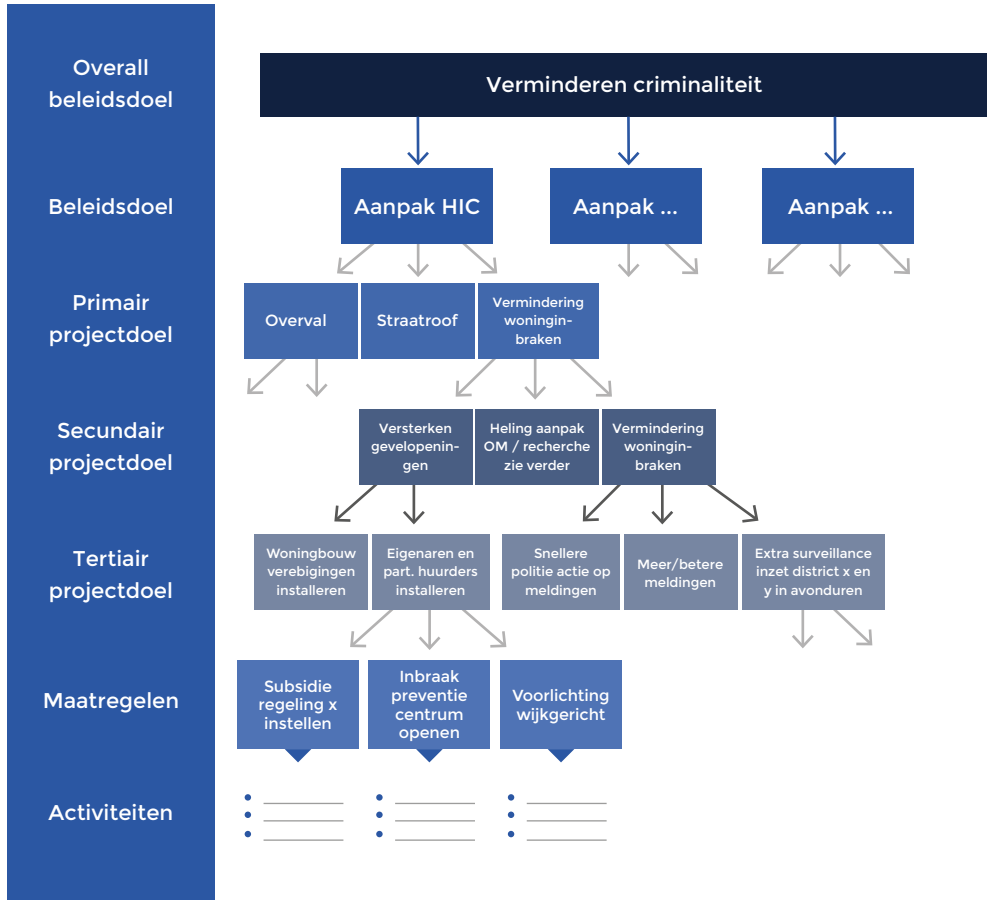 Overall
beleidsdoel
Verminderen criminaliteit
Beleidsdoel
Aanpak HIC
Aanpak ...
Aanpak ...
Primair
projectdoel
Overval
Straatroof
Vermindering
woningin-
braken
Secundair
projectdoel
Versterken
gevelopenin-
gen
Heling aanpak
OM / recherche
zie verder
Vermindering
woningin-
braken
Tertiair
projectdoel
Woningbouw
verebigingen
installeren
Eigenaren en
part. huurders
installeren
Snellere
politie actie op
meldingen
Meer/betere
meldingen
Extra surveillance
inzet district x en
y in avonduren
Maatregelen
Subsidie
regeling x
instellen
Inbraak
preventie
centrum
openen
Voorlichting
wijkgericht
Activiteiten